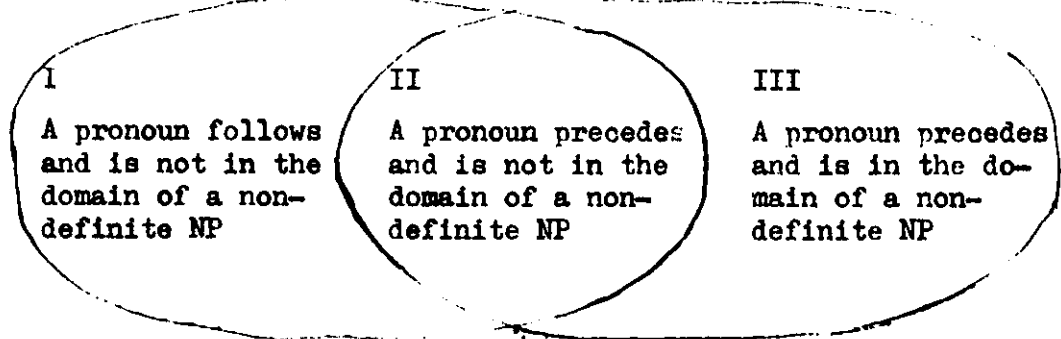 I
A pronoun follows
and is not in the
domain of a non-
definite NP
II
A pronoun precedes
and is not in the
domain of a non-
definite NP
III
A pronoun precedes
and is in the do-
main of a non-
definite NP